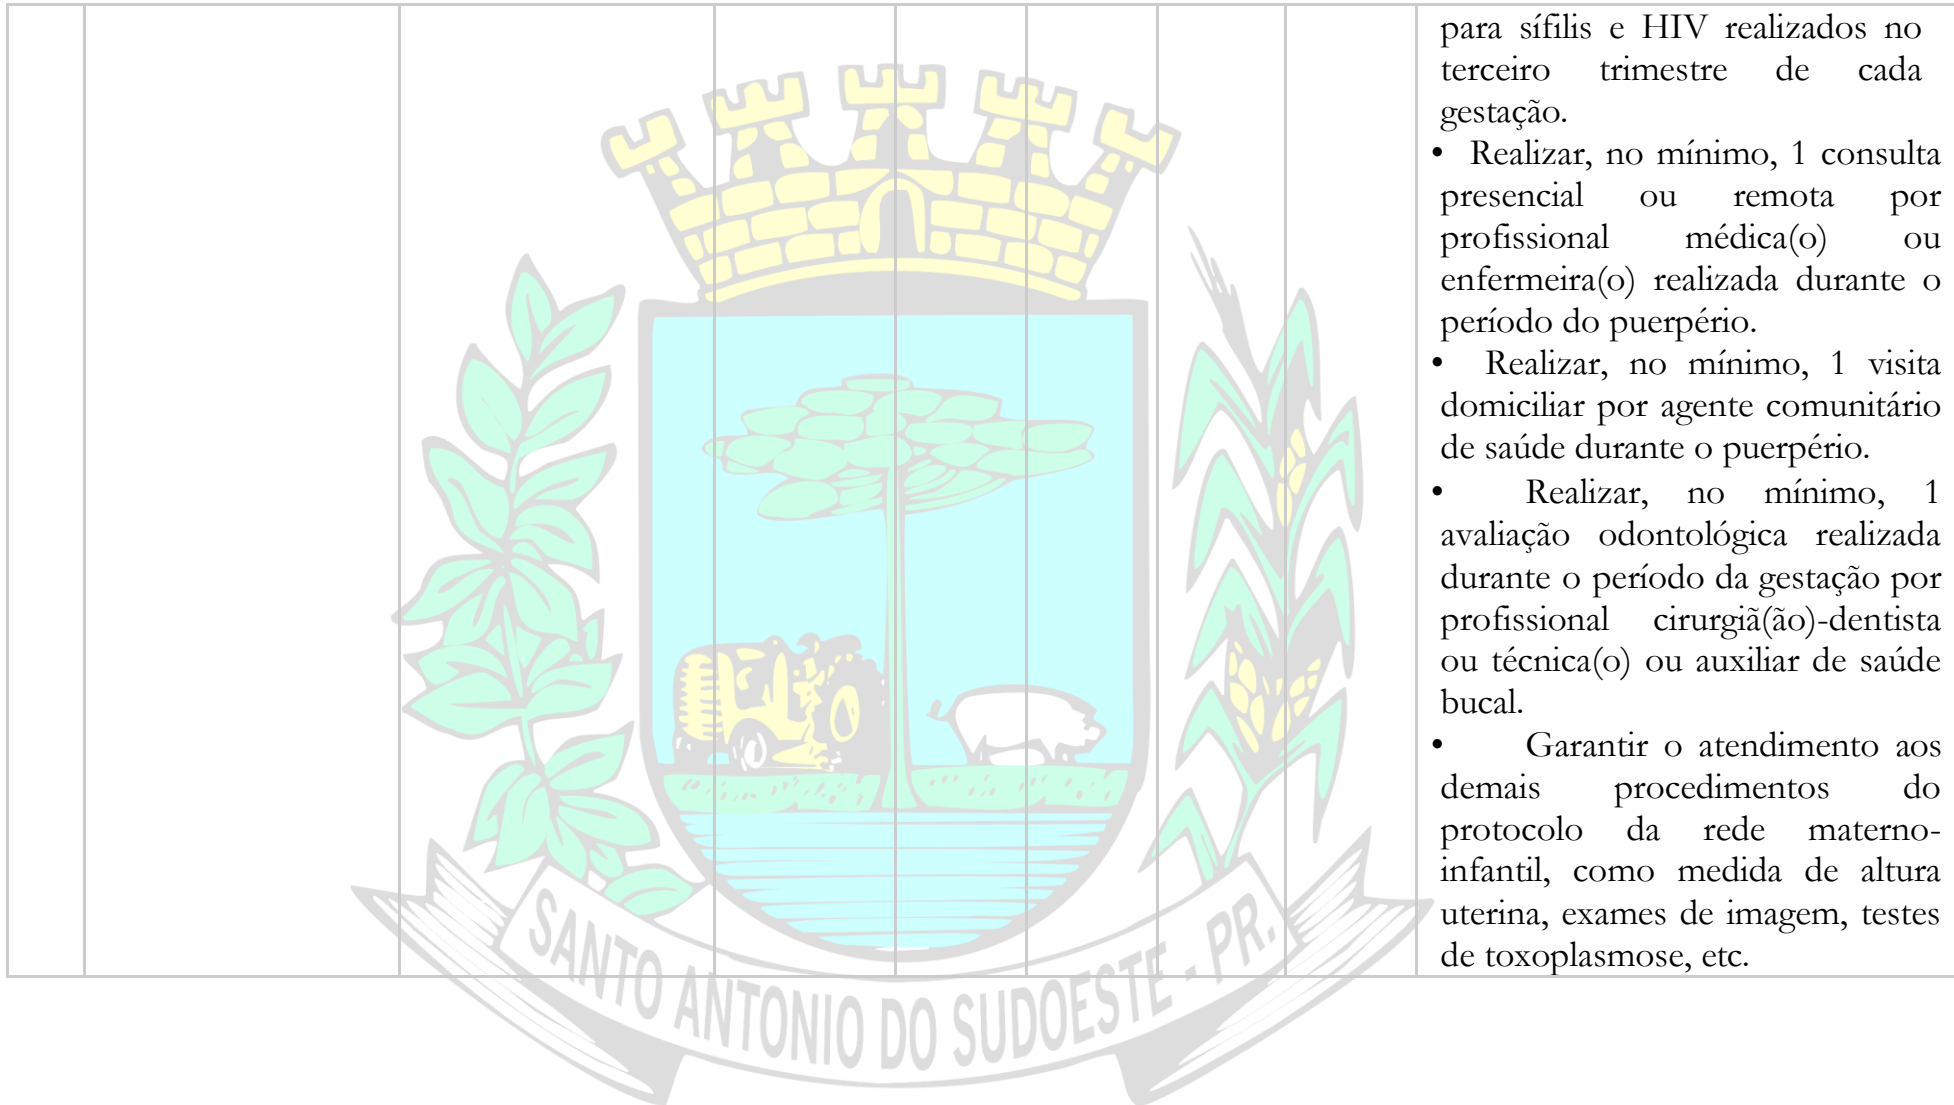 para sífilis e HIV realizados no
terceiro trimestre de cada
gestação.
• Realizar, no mínimo, 1 consulta
presencial ou remota por
profissional médica(o) ou
enfermeira(o) realizada durante o
período do puerpério.
• Realizar, no mínimo, 1 visita
domiciliar por agente comunitário
de saúde durante o puerpério.
• Realizar, no mínimo, 1
avaliação odontológica realizada
durante o período da gestação por
profissional cirurgiã(ão)-dentista
ou técnica(o) ou auxiliar de saúde
bucal.
• Garantir o atendimento aos
demais procedimentos do
protocolo da rede materno-
infantil, como medida de altura
uterina, exames de imagem, testes
de toxoplasmose, etc.
SANTO ANTONIO DO SUDOESTE - PR.